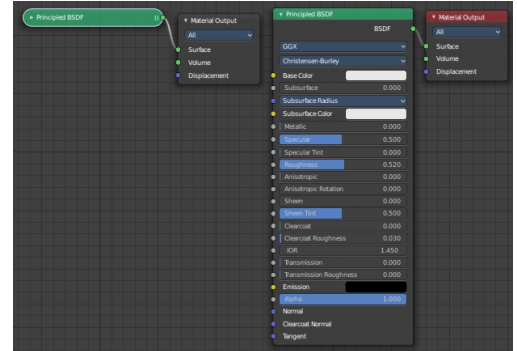 Principled BSDF
Material Output
All
Surface
Volume
Displacement
Principled BSDF
BSDF
GGX
Christensen-Burley
Base Color
Subsurface 0.000
Subsurface Radius
Subsurface Color
Metallic 0.000
Specular 0.500
Specular Tint 0.000
Roughness 0.520
Anisotropic 0.000
Anisotropic Rotation 0.000
Sheen 0.000
Sheen Tint 0.500
Clearcoat 0.000
Clearcoat Roughness 0.030
IOR 1.450
Transmission 0.000
Transmission Roughness 0.000
Emission
Alpha 1.000
Normal
Clearcoat Normal
Tangent
Material Output
All
Surface
Volume
Displacement